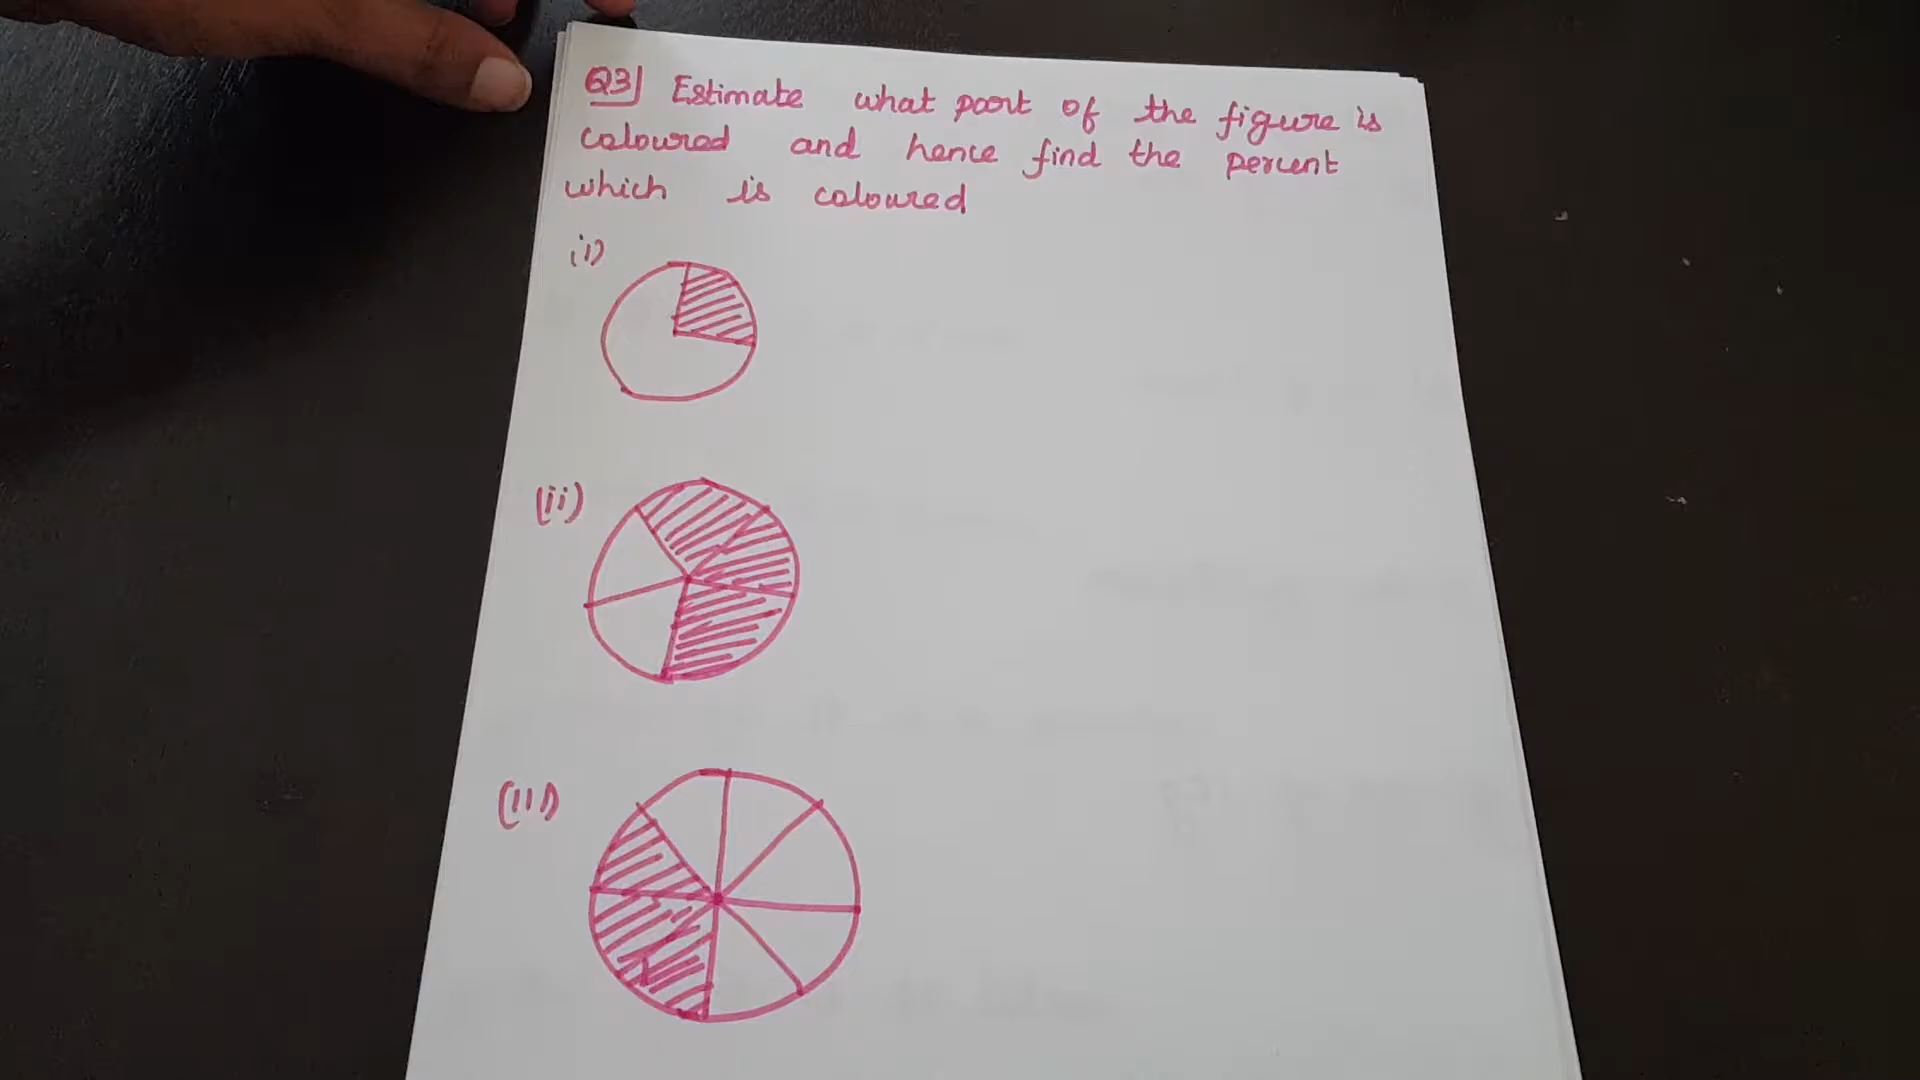 Q3) Estimate what part of the figure is
coloured and hence find the percent
which is coloured
i)
(ii)
(iii)